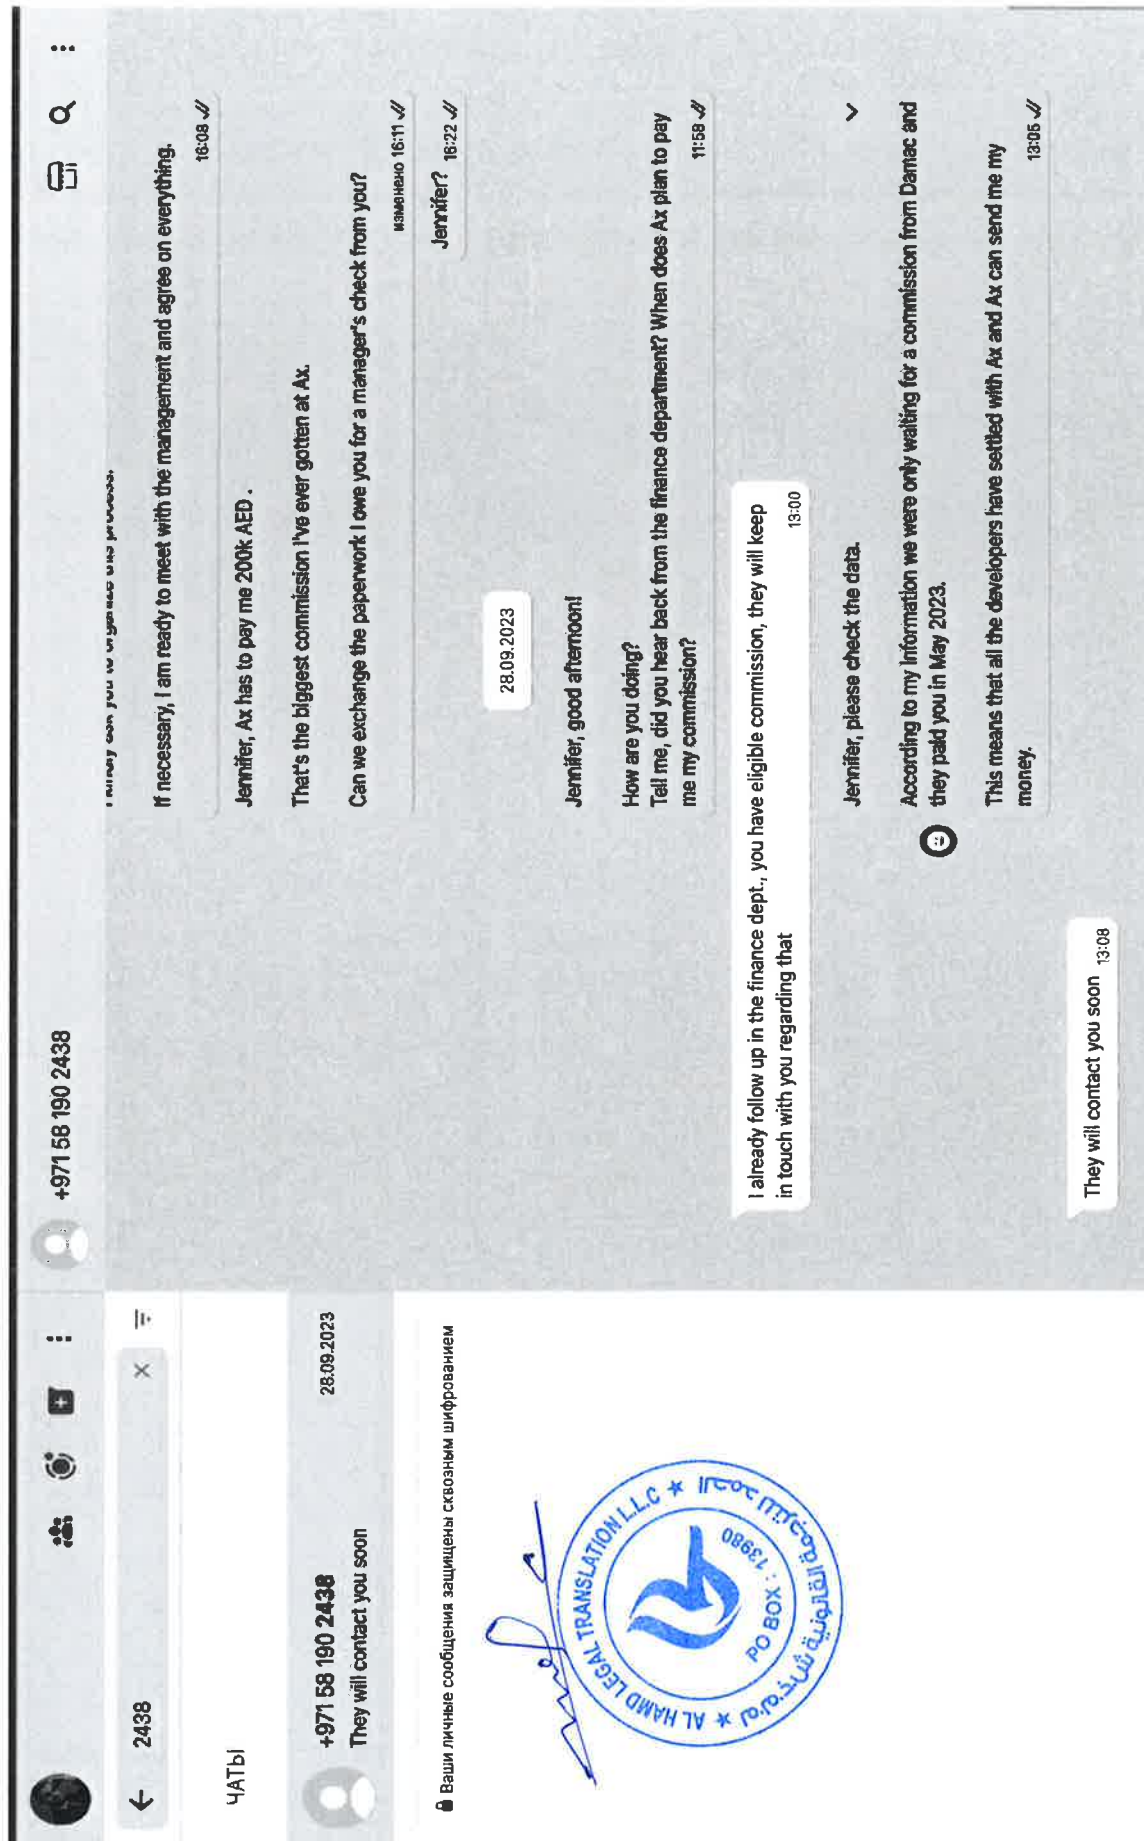 2438
ЧАТЫ
+971 58 190 2438
28.09.2023
They will contact you soon
Ваши личные сообщения защищены сквозным шифрованием
AL HAMD LEGAL TRANSLATION L.L.C
الحمد للترجمة القانونية ش.ذ.م.م
PO BOX : 13980
+971 58 190 2438
ask you to organize this process.
If necessary, I am ready to meet with the management and agree on everything.
16:08
Jennifer, Ax has to pay me 200k AED .
That's the biggest commission I've ever gotten at Ax.
Can we exchange the paperwork I owe you for a manager's check from you?
изменено 16:11
Jennifer? 16:22
28.09.2023
Jennifer, good afternoon!
How are you doing?
Tell me, did you hear back from the finance department? When does Ax plan to pay
me my commission?
11:58
I already follow up in the finance dept., you have eligible commission, they will keep
in touch with you regarding that
13:00
Jennifer, please check the data.
According to my information we were only waiting for a commission from Damac and
they paid you in May 2023.
This means that all the developers have settled with Ax and Ax can send me my
money.
13:05
They will contact you soon 13:08